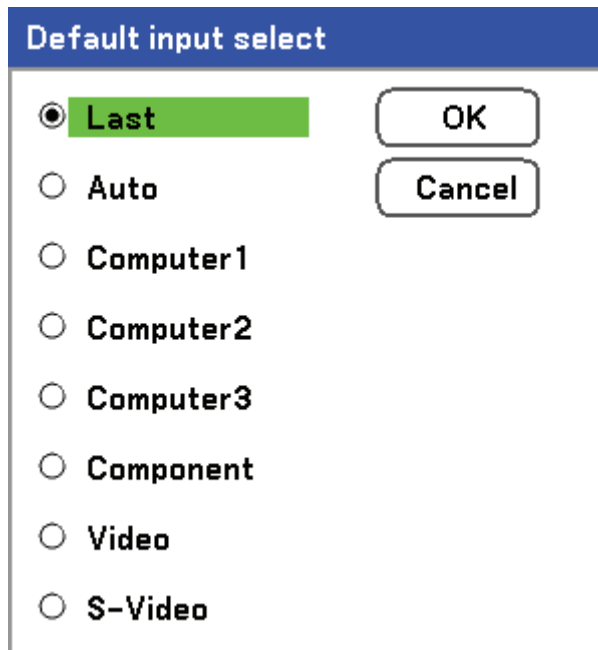 Default input select
Last
OK
Auto
Cancel
Computer1
Computer2
Computer3
Component
Video
S-Video